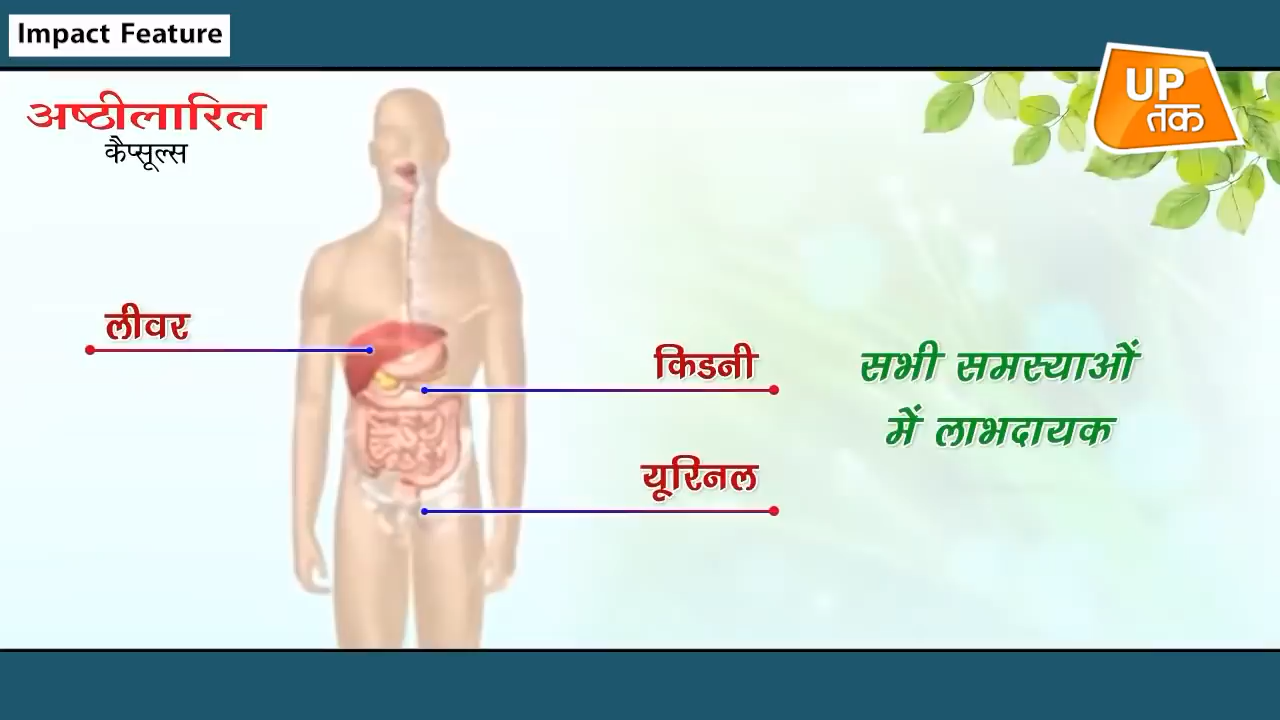 Impact Feature
UP
तक
अष्ठीलारिल
कैप्सूल्स
लीवर
किडनी
यूरिनल
सभी समस्याओं
में लाभदायक